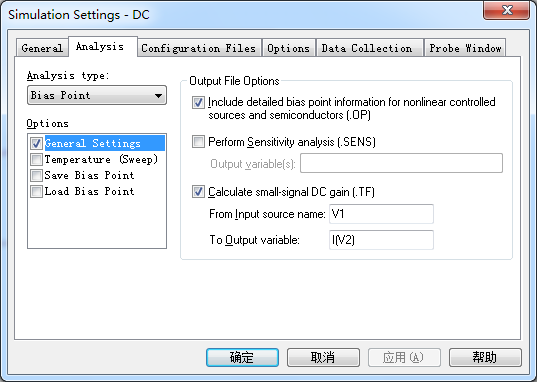 Simulation Settings - DC
General
Analysis
Configuration Files
Options
Data Collection
Probe Window
Analysis type:
Bias Point
Options
General Settings
Temperature (Sweep)
Save Bias Point
Load Bias Point
Output File Options
Include detailed bias point information for nonlinear controlled
sources and semiconductors (.OP)
Perform Sensitivity analysis (.SENS)
Output variable(s):
Calculate small-signal DC gain (.TF)
From Input source name: V1
To Output variable: I(V2)
确定
取消
应用(A)
帮助